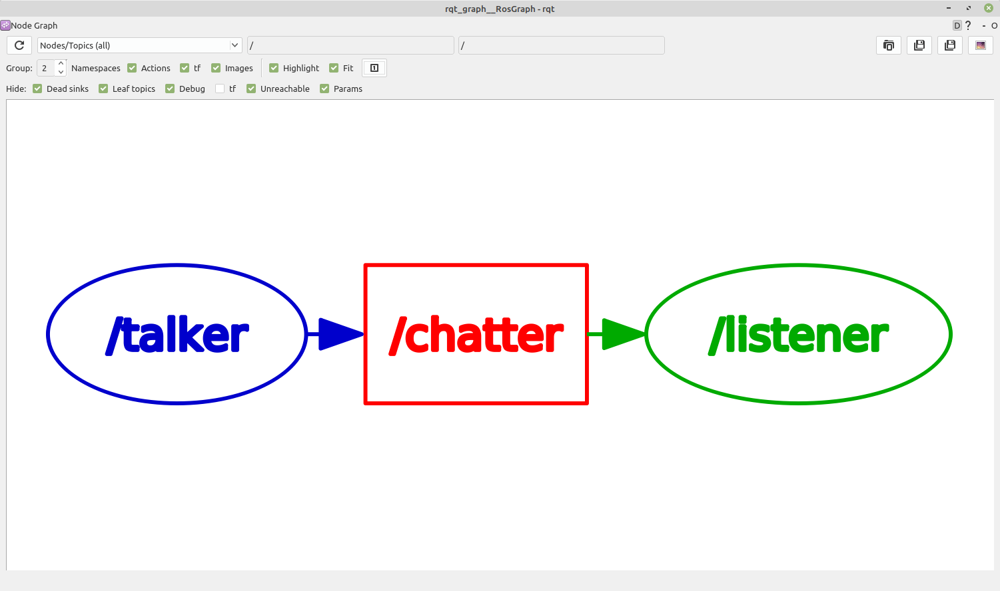 rqt_graph__RosGraph - rqt
Node Graph D ? - O
Nodes/Topics (all) / /
Group: 2 Namespaces Actions tf Images Highlight Fit 1
Hide: Dead sinks Leaf topics Debug tf Unreachable Params
/talker /chatter /listener